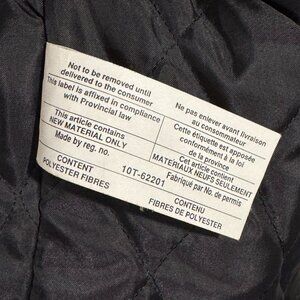 Not to be removed until
delivered to the consumer
This label is affixed in compliance
with Provincial law
This article contains
NEW MATERIAL ONLY
Made by reg. no.
10T-62201
CONTENT
POLYESTER FIBRES
Ne pas enlever avant livraison
au consommateur
Cette étiquette est apposée
conformément à la loi
de la province
Cet article contient
MATERIAUX NEUFS SEULEMENT
Fabriqué par No. de permis
CONTENU
FIBRES DE POLYESTER